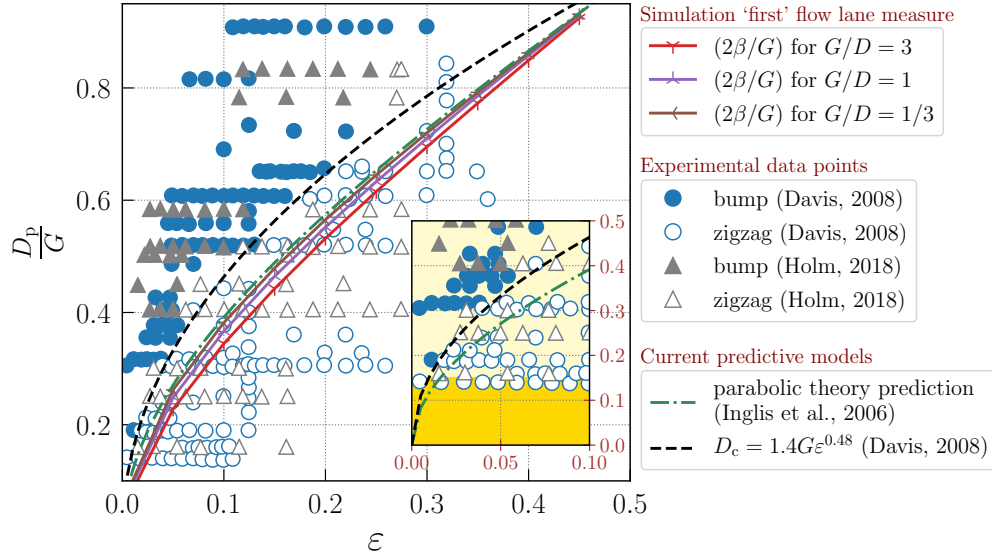 D_p/G
0.8
0.6
0.4
0.2
0.0
0.1
0.2
0.3
0.4
0.5
ε
0.5
0.4
0.3
0.2
0.1
0.0
0.00
0.05
0.10
Simulation ‘first’ flow lane measure
(2β/G) for G/D = 3
(2β/G) for G/D = 1
(2β/G) for G/D = 1/3
Experimental data points
bump (Davis, 2008)
zigzag (Davis, 2008)
bump (Holm, 2018)
zigzag (Holm, 2018)
Current predictive models
parabolic theory prediction
(Inglis et al., 2006)
D_c = 1.4Gε^0.48 (Davis, 2008)